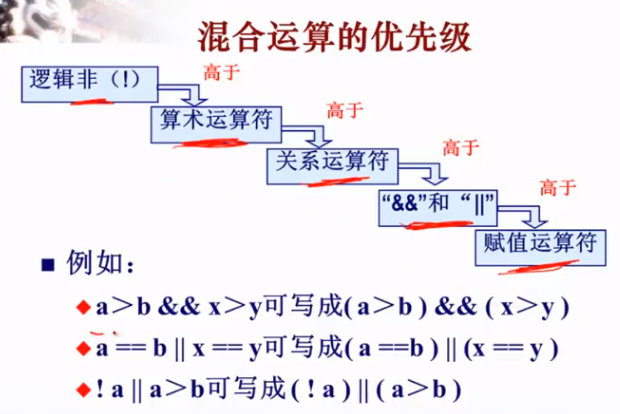 混合运算的优先级
逻辑非（!）
高于
算术运算符
高于
关系运算符
高于
“&&”和“||”
高于
赋值运算符
■ 例如：
◆a＞b && x＞y可写成( a＞b ) && ( x＞y )
◆a == b || x == y可写成( a ==b ) || (x == y )
◆! a || a＞b可写成 ( ! a ) || ( a＞b )